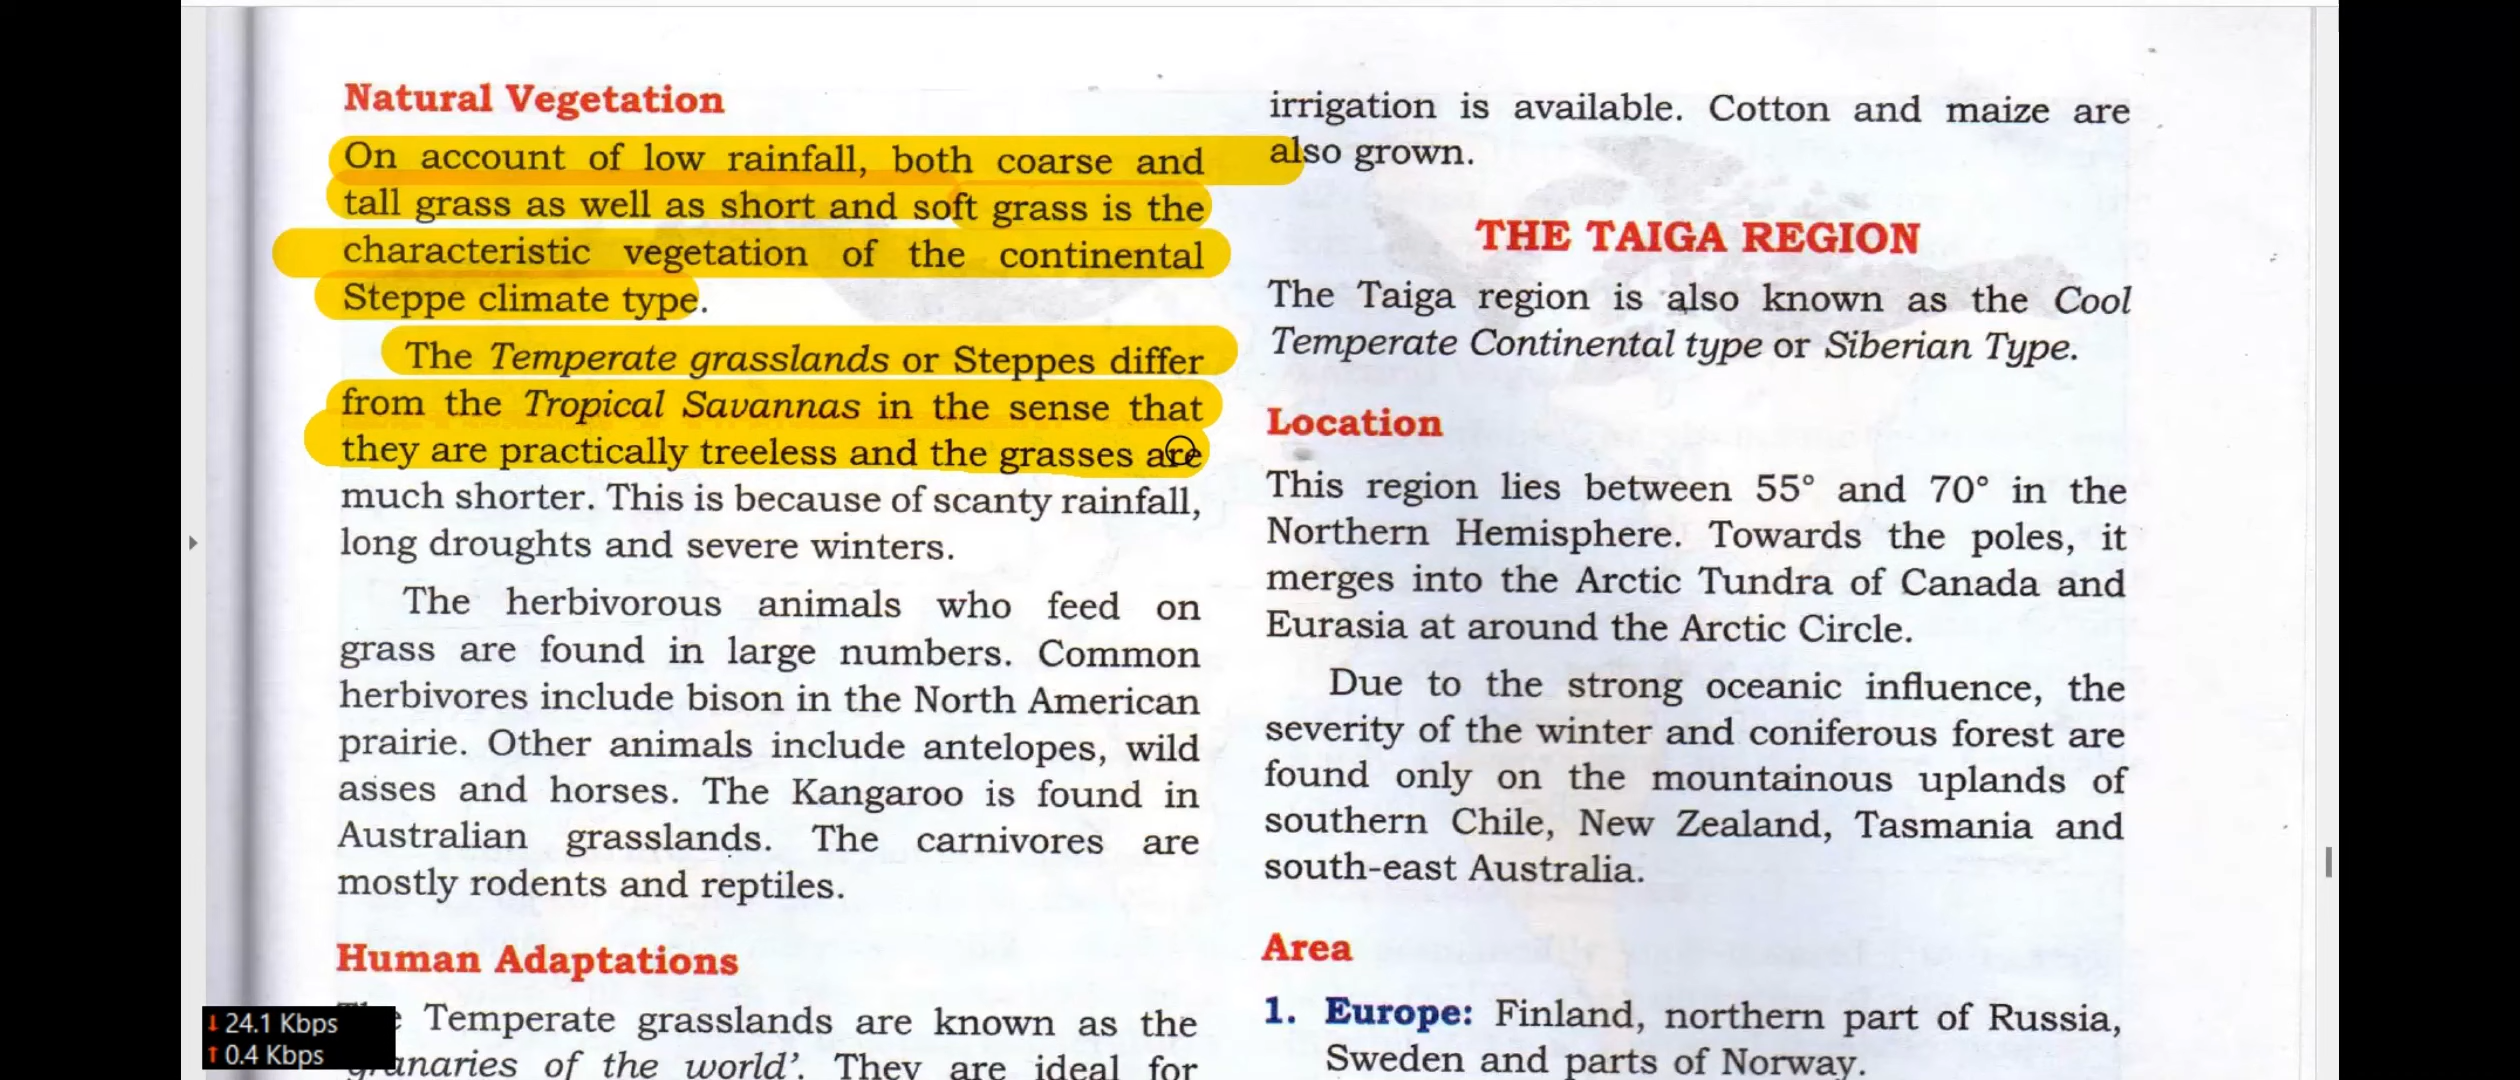 Natural Vegetation
On account of low rainfall, both coarse and
tall grass as well as short and soft grass is the
characteristic vegetation of the continental
Steppe climate type.
The Temperate grasslands or Steppes differ
from the Tropical Savannas in the sense that
they are practically treeless and the grasses are
much shorter. This is because of scanty rainfall,
long droughts and severe winters.
The herbivorous animals who feed on
grass are found in large numbers. Common
herbivores include bison in the North American
prairie. Other animals include antelopes, wild
asses and horses. The Kangaroo is found in
Australian grasslands. The carnivores are
mostly rodents and reptiles.
Human Adaptations
Temperate grasslands are known as the
of the world'. They are ideal for
irrigation is available. Cotton and maize are
also grown.
THE TAIGA REGION
The Taiga region is also known as the Cool
Temperate Continental type or Siberian Type.
Location
This region lies between 55° and 70° in the
Northern Hemisphere. Towards the poles, it
merges into the Arctic Tundra of Canada and
Eurasia at around the Arctic Circle.
Due to the strong oceanic influence, the
severity of the winter and coniferous forest are
found only on the mountainous uplands of
southern Chile, New Zealand, Tasmania and
south-east Australia.
Area
1. Europe: Finland, northern part of Russia,
Sweden and parts of Norway.
↓ 24.1 Kbps
↑ 0.4 Kbps